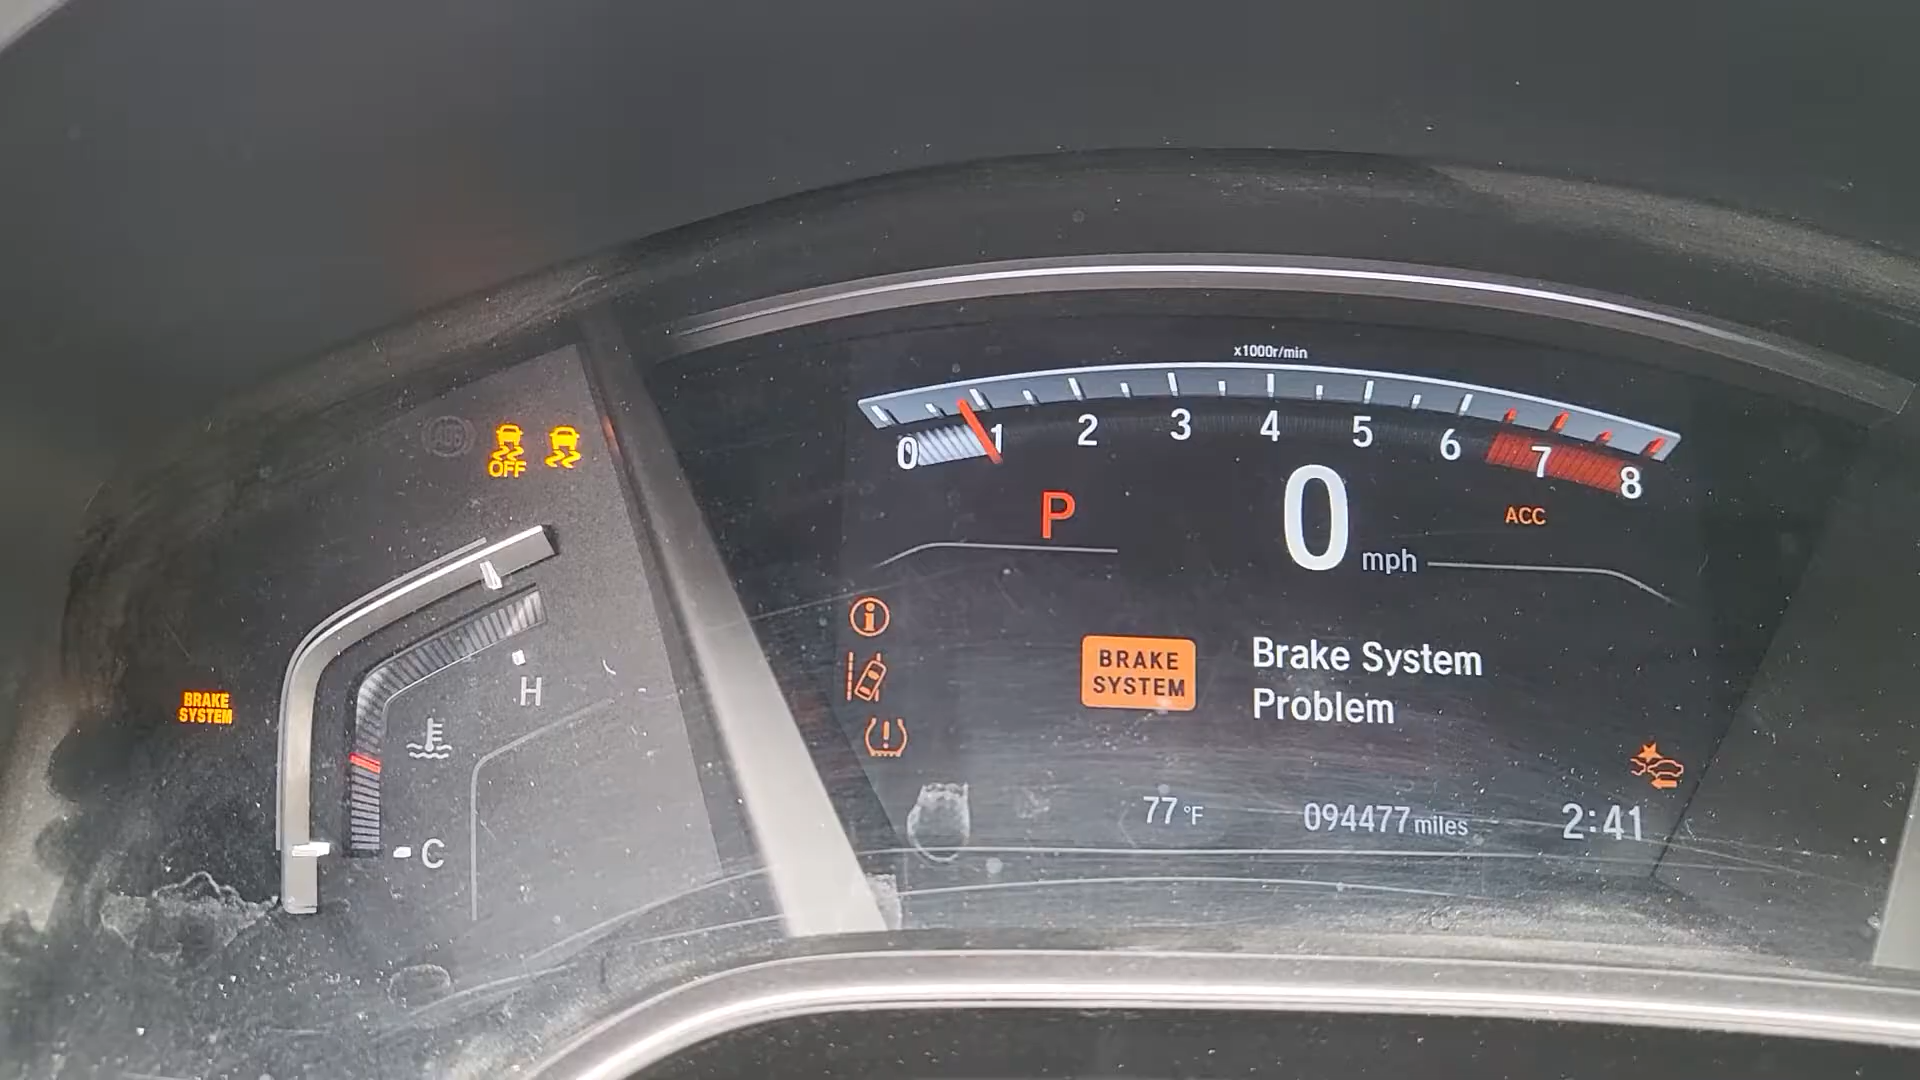 x1000r/min
0 1 2 3 4 5 6 7 8
OFF
P
0 mph
ACC
BRAKE
SYSTEM
H
C
BRAKE
SYSTEM
Brake System
Problem
77 °F
094477 miles
2:41